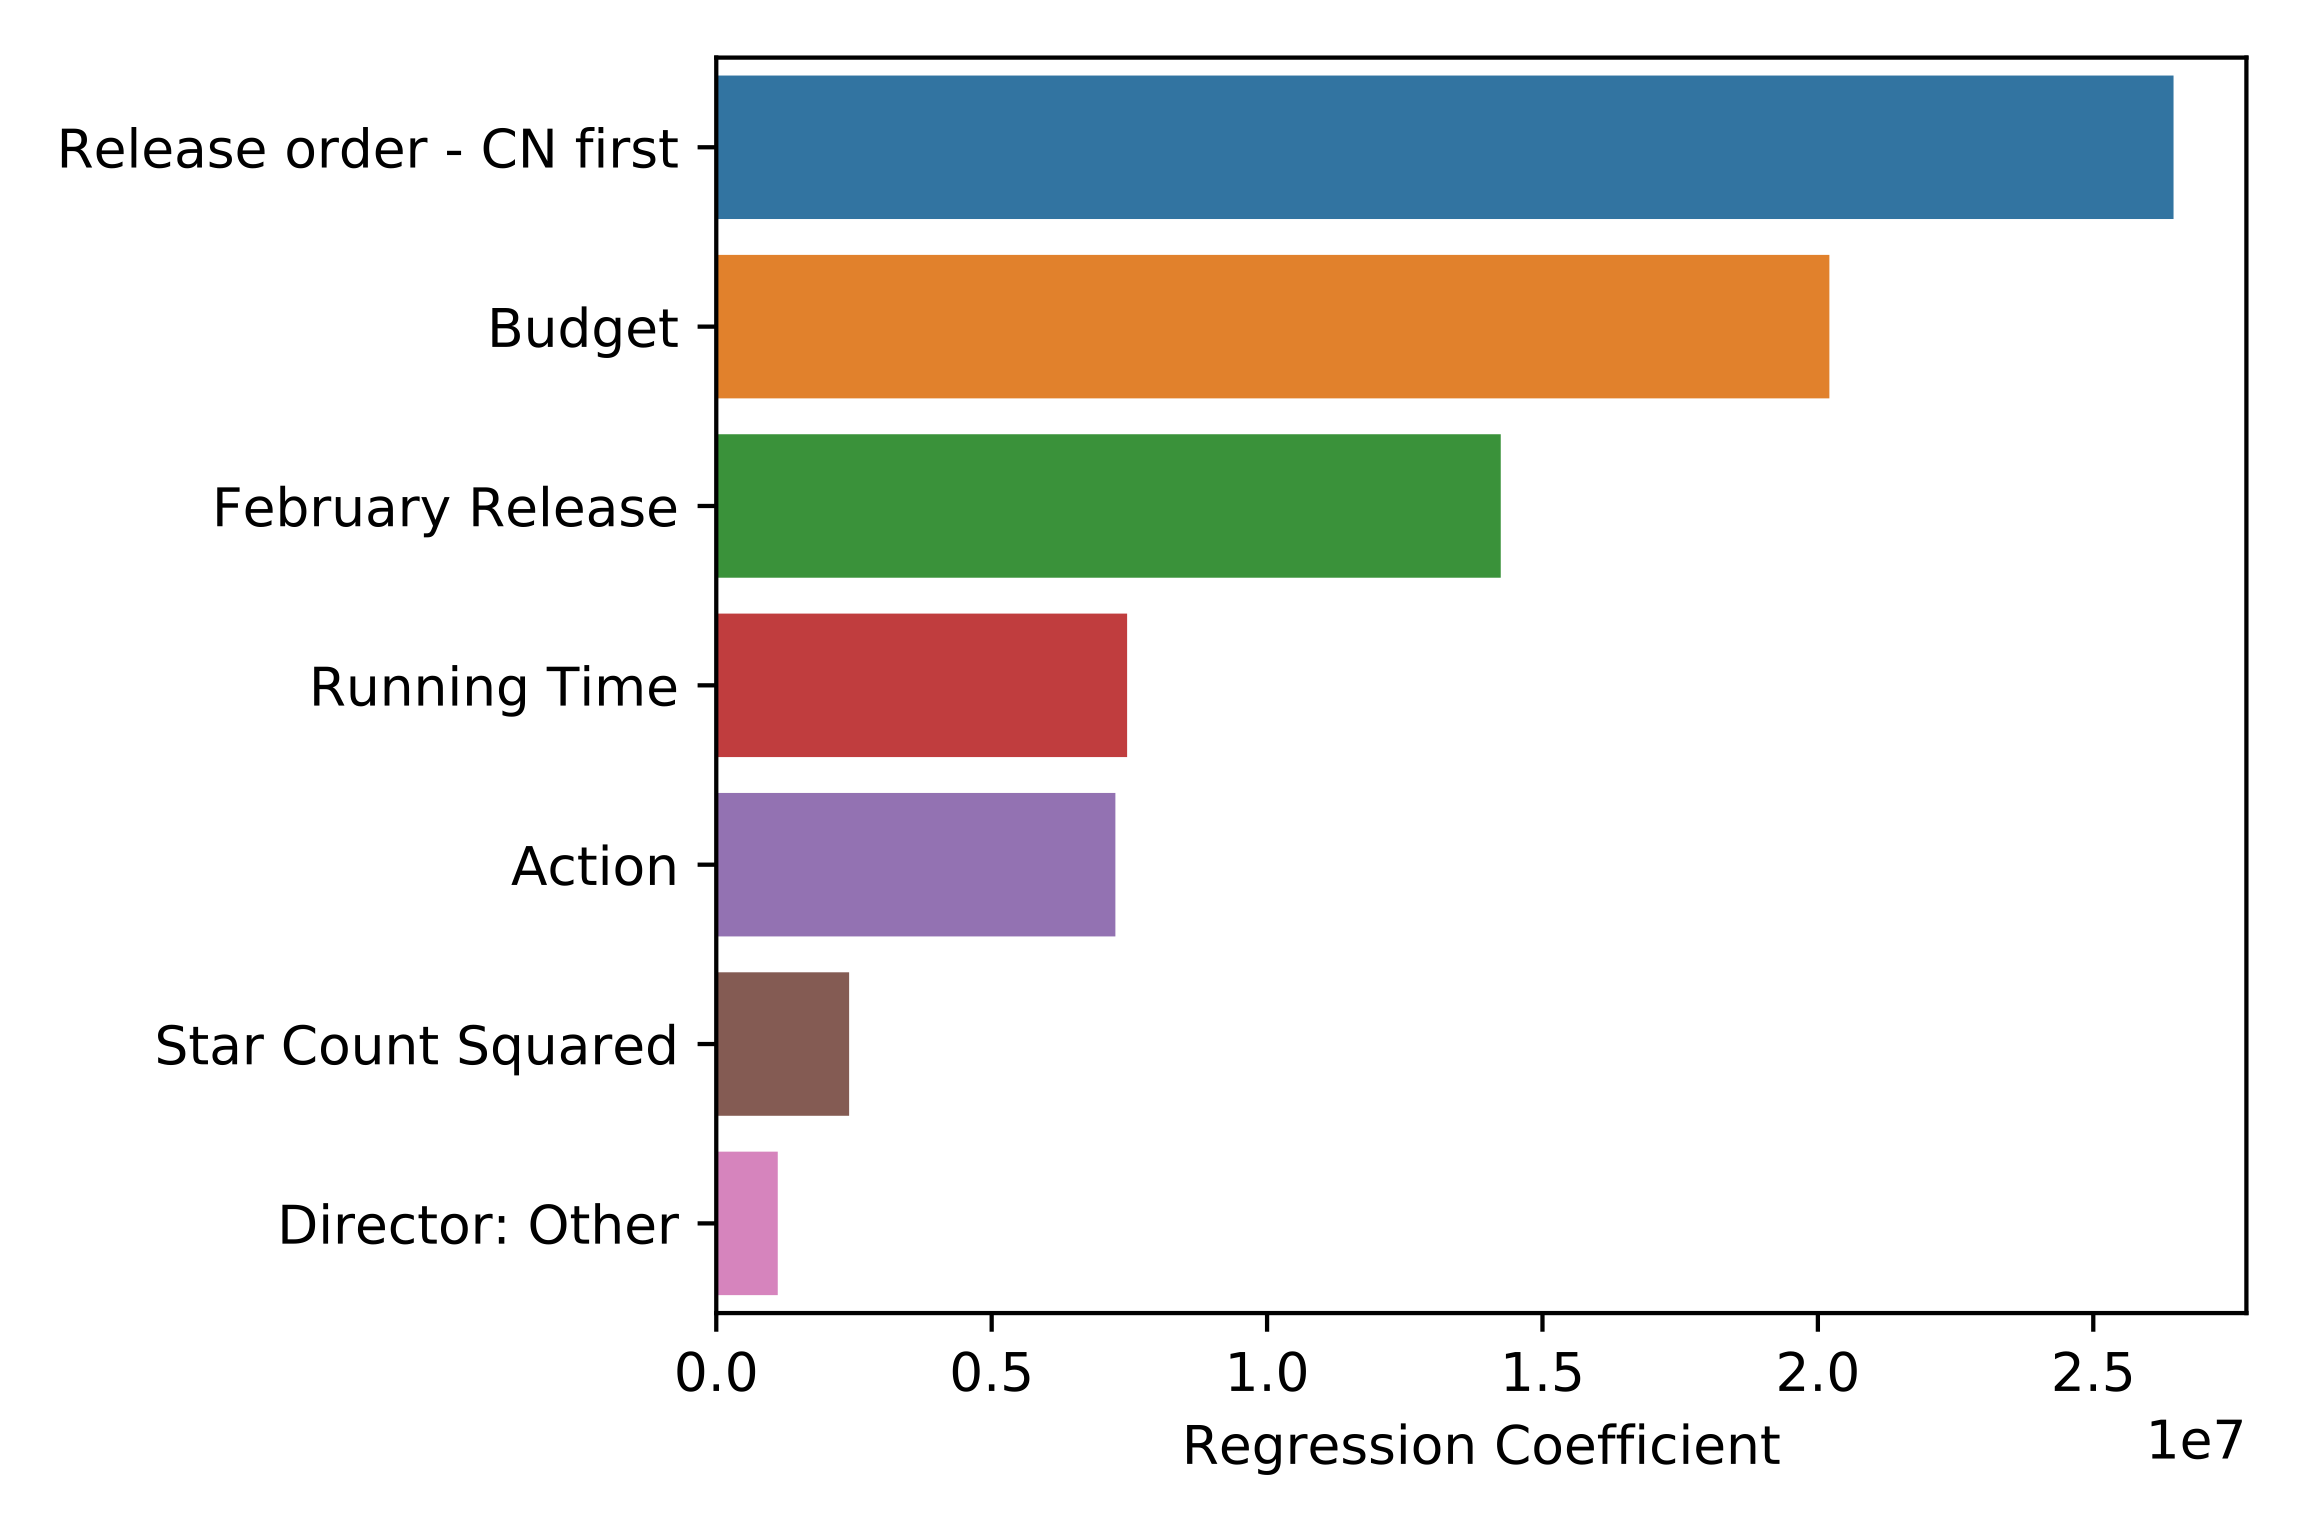 Release order - CN first
Budget
February Release
Running Time
Action
Star Count Squared
Director: Other
0.0 0.5 1.0 1.5 2.0 2.5
Regression Coefficient
1e7